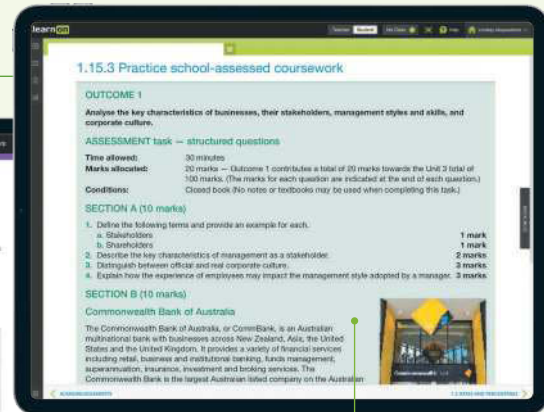 learn on
Teacher Student
1.15.3 Practice school-assessed coursework
OUTCOME 1
Analyse the key characteristics of businesses, their stakeholders, management styles and skills, and
corporate culture.
ASSESSMENT task — structured questions
Time allowed: 30 minutes
Marks allocated: 20 marks — Outcome 1 contributes a total of 20 marks towards the Unit 3 total of
100 marks. (The marks for each question are indicated at the end of each question.)
Conditions: Closed book (No notes or textbooks may be used when completing this task.)
SECTION A (10 marks)
1. Define the following terms and provide an example for each.
a. Stakeholders 1 mark
b. Shareholders 1 mark
2. Describe the key characteristics of management as a stakeholder. 2 marks
3. Distinguish between official and real corporate culture. 3 marks
4. Explain how the experience of employees may impact the management style adopted by a manager. 3 marks
SECTION B (10 marks)
Commonwealth Bank of Australia
The Commonwealth Bank of Australia, or CommBank, is an Australian
multinational bank with businesses across New Zealand, Asia, the United
States and the United Kingdom. It provides a variety of financial services
including retail, business and institutional banking, funds management,
superannuation, insurance, investment and broking services. The
Commonwealth Bank is the largest Australian listed company on the Australian